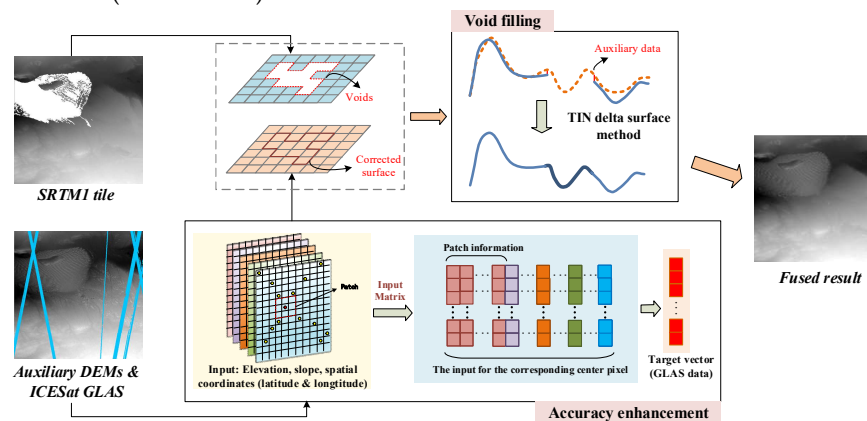 Void filling
Auxiliary data
Voids
TIN delta surface
method
Corrected
surface
SRTM1 tile
Fused result
Patch information
Patch
Input
Matrix
Input: Elevation, slope, spatial
coordinates (latitude & longtitude)
The input for the corresponding center pixel
Target vector
(GLAS data)
Auxiliary DEMs &
ICESat GLAS
Accuracy enhancement